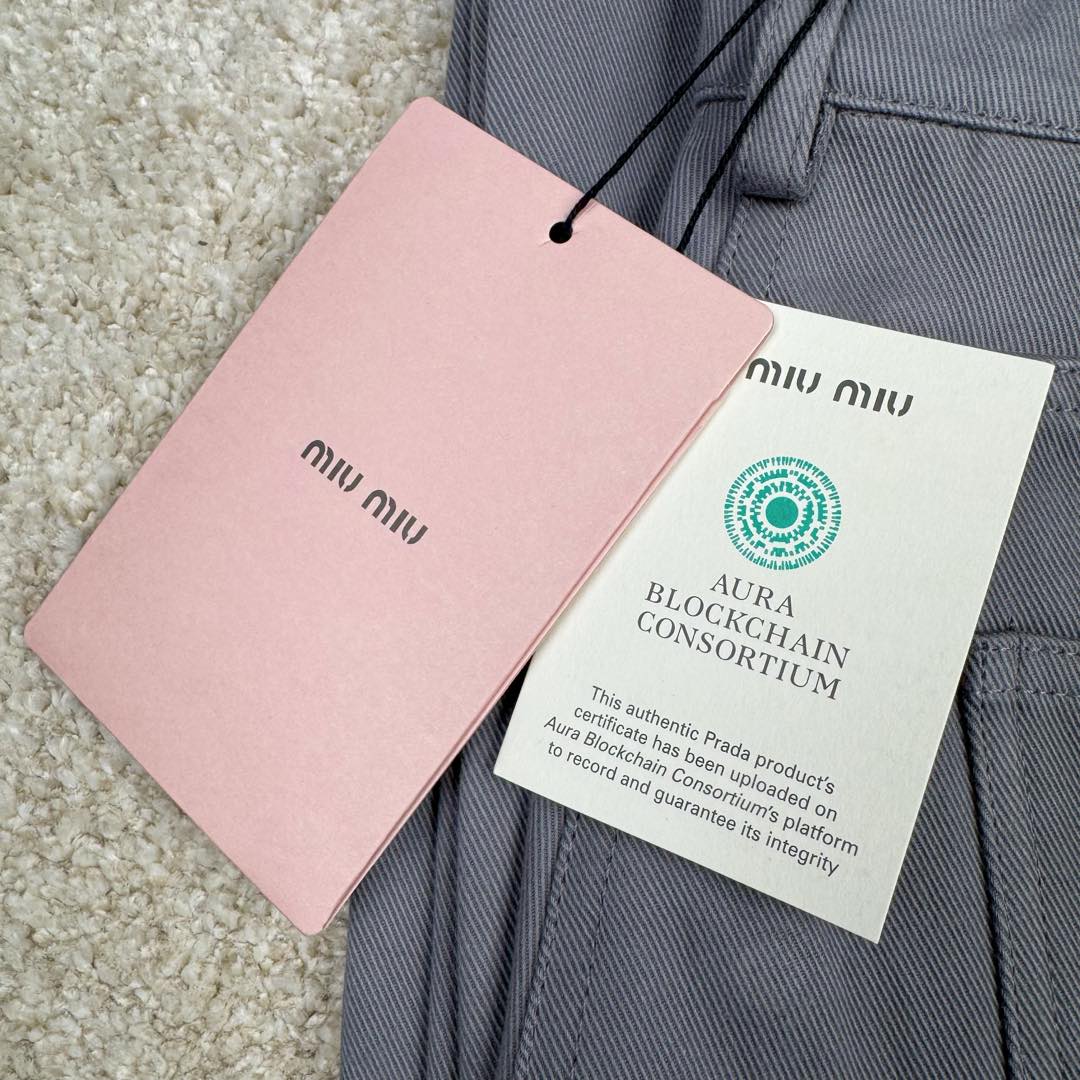 MIU MIU
MIU MIU
AURA
BLOCKCHAIN
CONSORTIUM
This authentic Prada product's
certificate has been uploaded on
Aura Blockchain Consortium's platform
to record and guarantee its integrity